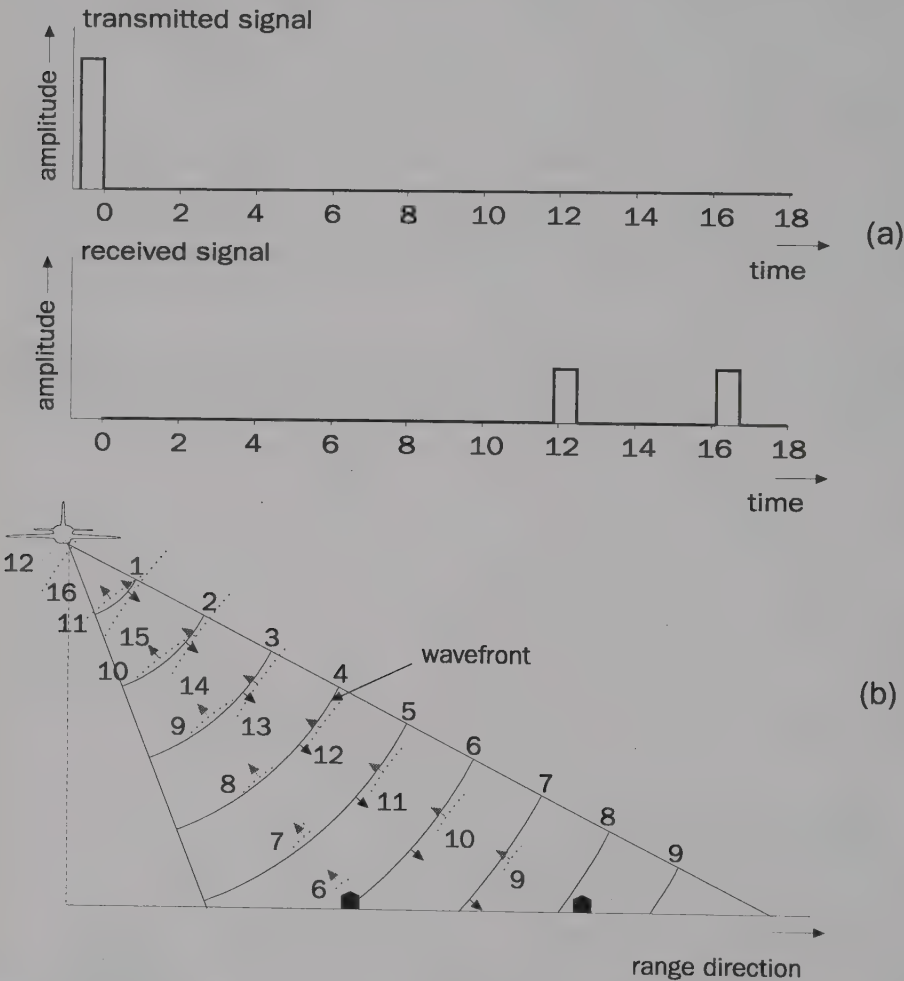 transmitted signal
amplitude
0 2 4 6 8 10 12 14 16 18
(a)
time
received signal
amplitude
0 2 4 6 8 10 12 14 16 18
time
12
1
16
2
11
15
3
wavefront
10
14
4
(b)
9
13
5
12
6
8
11
7
7
10
8
9
9
6
range direction